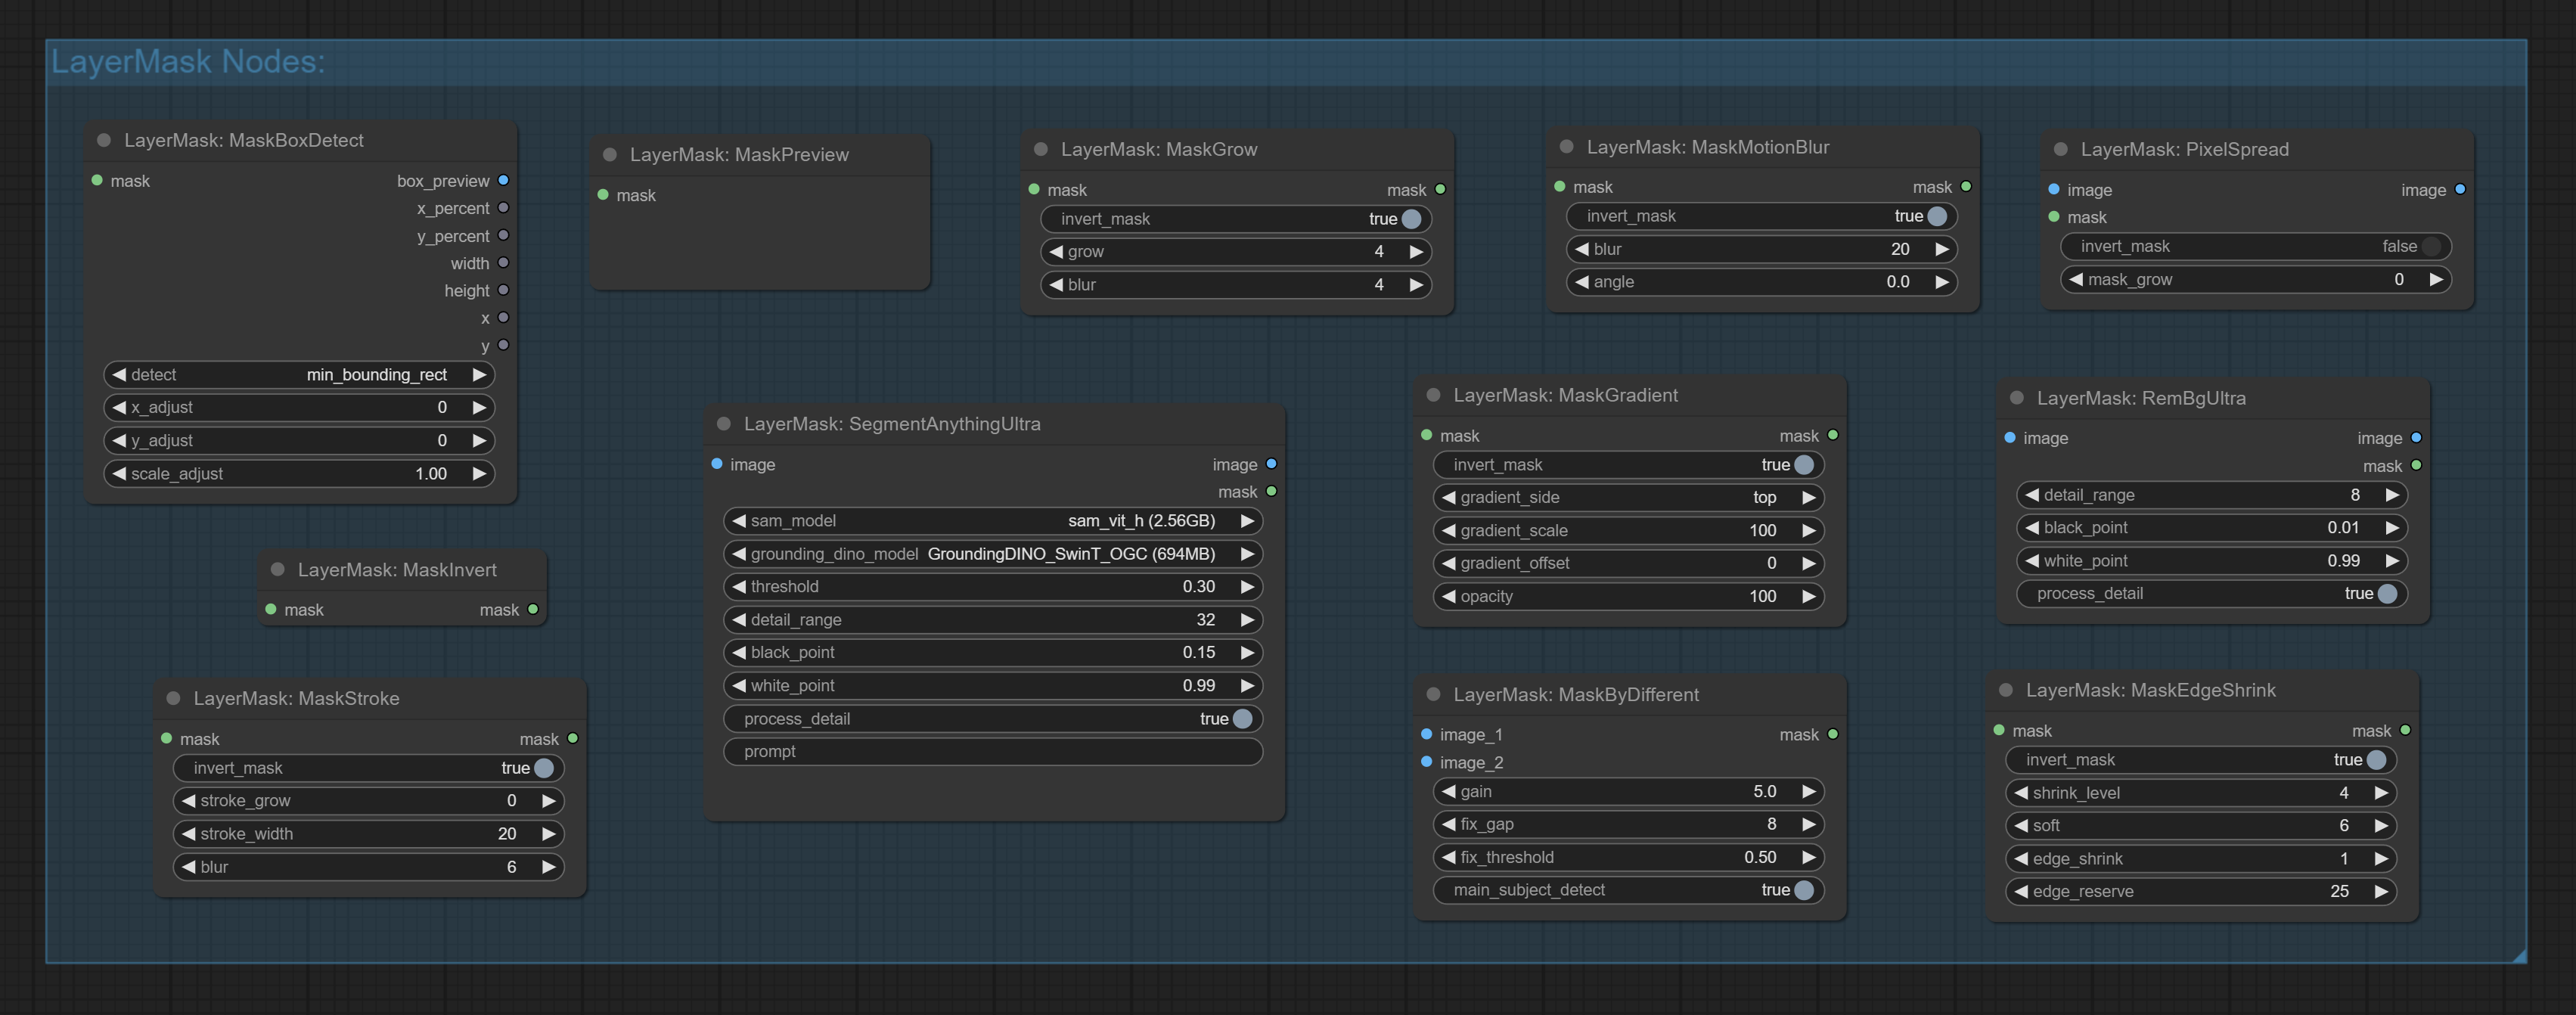 LayerMask Nodes:
LayerMask: MaskBoxDetect
mask box_preview
x_percent
y_percent
width
height
x
y
detect min_bounding_rect
x_adjust 0
y_adjust 0
scale_adjust 1.00
LayerMask: MaskPreview
mask
LayerMask: MaskGrow
mask mask
invert_mask true
grow 4
blur 4
LayerMask: MaskMotionBlur
mask mask
invert_mask true
blur 20
angle 0.0
LayerMask: PixelSpread
image image
mask
invert_mask false
mask_grow 0
LayerMask: MaskInvert
mask mask
LayerMask: MaskStroke
mask mask
invert_mask true
stroke_grow 0
stroke_width 20
blur 6
LayerMask: SegmentAnythingUltra
image image
mask
sam_model sam_vit_h (2.56GB)
grounding_dino_model GroundingDINO_SwinT_OGC (694MB)
threshold 0.30
detail_range 32
black_point 0.15
white_point 0.99
process_detail true
prompt
LayerMask: MaskGradient
mask mask
invert_mask true
gradient_side top
gradient_scale 100
gradient_offset 0
opacity 100
LayerMask: RemBgUltra
image image
mask
detail_range 8
black_point 0.01
white_point 0.99
process_detail true
LayerMask: MaskByDifferent
image_1 mask
image_2
gain 5.0
fix_gap 8
fix_threshold 0.50
main_subject_detect true
LayerMask: MaskEdgeShrink
mask mask
invert_mask true
shrink_level 4
soft 6
edge_shrink 1
edge_reserve 25